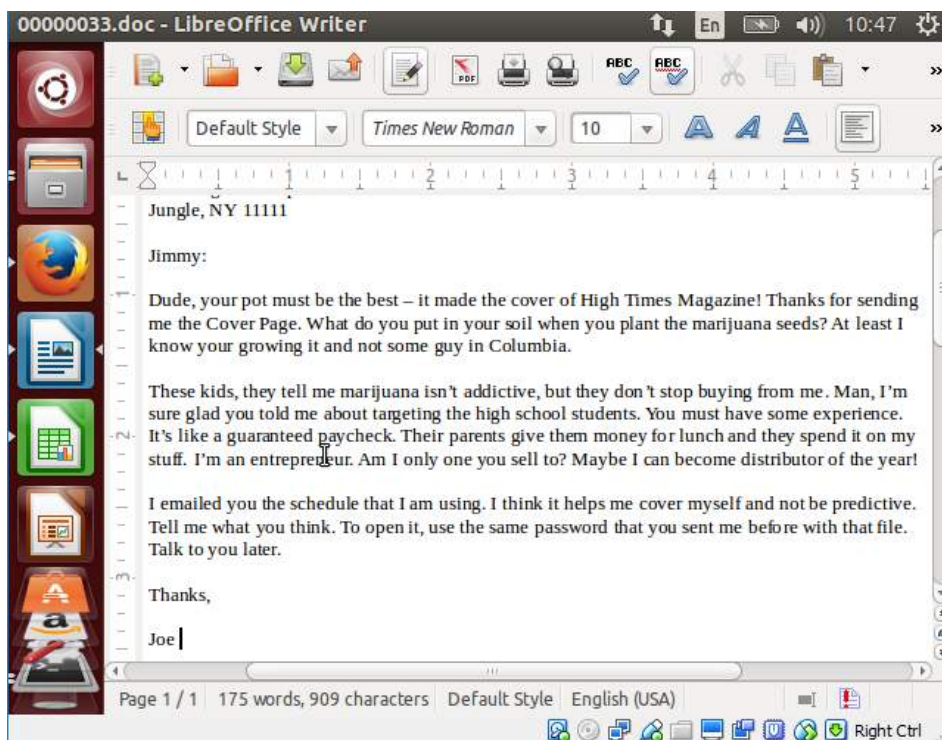 00000033.doc - LibreOffice Writer En 10:47
PDF ABC ABC »
Default Style Times New Roman 10 A A A »
1 2 3 4 5
Jungle, NY 11111
Jimmy:
Dude, your pot must be the best – it made the cover of High Times Magazine! Thanks for sending
me the Cover Page. What do you put in your soil when you plant the marijuana seeds? At least I
know your growing it and not some guy in Columbia.
These kids, they tell me marijuana isn't addictive, but they don't stop buying from me. Man, I'm
sure glad you told me about targeting the high school students. You must have some experience.
It's like a guaranteed paycheck. Their parents give them money for lunch and they spend it on my
stuff. I'm an entrepreneur. Am I only one you sell to? Maybe I can become distributor of the year!
I emailed you the schedule that I am using. I think it helps me cover myself and not be predictive.
Tell me what you think. To open it, use the same password that you sent me before with that file.
Talk to you later.
Thanks,
Joe
Page 1 / 1 175 words, 909 characters Default Style English (USA)
Right Ctrl